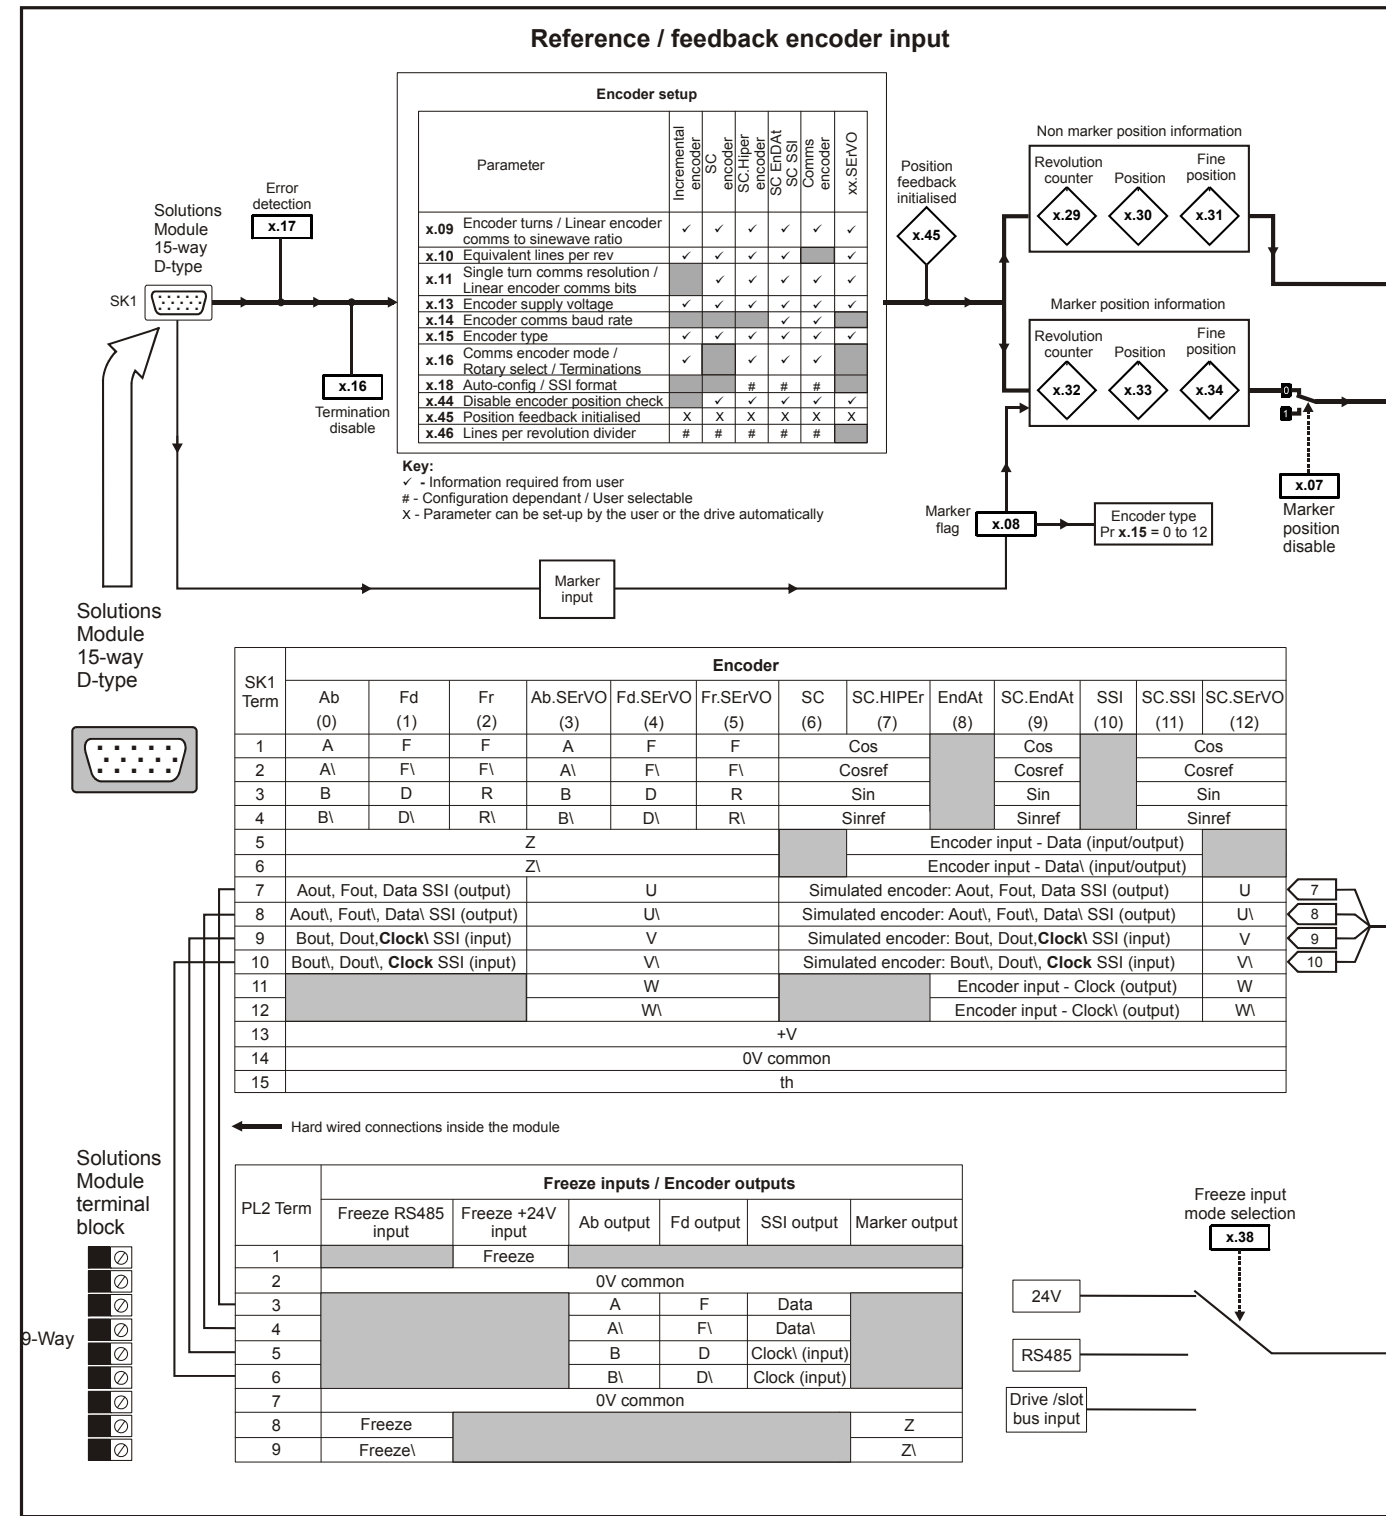 Reference / feedback encoder input
Encoder setup
Parameter
Incremental encoder
SC encoder
SC.Hiper encoder
SC EnDAt SC SSI
Comms encoder
xx.SErVO
x.09 Encoder turns / Linear encoder comms to sinewave ratio ✓ ✓ ✓ ✓ ✓ ✓
x.10 Equivalent lines per rev ✓ ✓ ✓ ✓ ✓
x.11 Single turn comms resolution / Linear encoder comms bits ✓ ✓ ✓ ✓ ✓
x.13 Encoder supply voltage ✓ ✓ ✓ ✓ ✓ ✓
x.14 Encoder comms baud rate ✓ ✓
x.15 Encoder type ✓ ✓ ✓ ✓ ✓ ✓
x.16 Comms encoder mode / Rotary select / Terminations ✓ ✓ ✓ ✓
x.18 Auto-config / SSI format # # #
x.44 Disable encoder position check ✓ ✓ ✓ ✓ ✓
x.45 Position feedback initialised X X X X X X
x.46 Lines per revolution divider # # # # #
Key:
✓ - Information required from user
# - Configuration dependant / User selectable
X - Parameter can be set-up by the user or the drive automatically
Solutions
Module
15-way
D-type
SK1
Error
detection
x.17
x.16
Termination
disable
Position
feedback
initialised
x.45
Non marker position information
Revolution counter
Position
Fine position
x.29 x.30 x.31
Marker position information
Revolution counter
Position
Fine position
x.32 x.33 x.34
0
1
x.07
Marker
position
disable
Marker
flag
x.08
Encoder type
Pr x.15 = 0 to 12
Marker
input
Solutions
Module
15-way
D-type
SK1 Term
Encoder
Ab (0) Fd (1) Fr (2) Ab.SErVO (3) Fd.SErVO (4) Fr.SErVO (5) SC (6) SC.HIPEr (7) EndAt (8) SC.EndAt (9) SSI (10) SC.SSI (11) SC.SErVO (12)
1 A F F A F F Cos Cos Cos
2 A\ F\ F\ A\ F\ F\ Cosref Cosref Cosref
3 B D R B D R Sin Sin Sin
4 B\ D\ R\ B\ D\ R\ Sinref Sinref Sinref
5 Z Encoder input - Data (input/output)
6 Z\ Encoder input - Data\ (input/output)
7 Aout, Fout, Data SSI (output) U Simulated encoder: Aout, Fout, Data SSI (output) U 7
8 Aout\, Fout\, Data\ SSI (output) U\ Simulated encoder: Aout\, Fout\, Data\ SSI (output) U\ 8
9 Bout, Dout,Clock\ SSI (input) V Simulated encoder: Bout, Dout,Clock\ SSI (input) V 9
10 Bout\, Dout\, Clock SSI (input) V\ Simulated encoder: Bout\, Dout\, Clock SSI (input) V\ 10
11 W Encoder input - Clock (output) W
12 W\ Encoder input - Clock\ (output) W\
13 +V
14 0V common
15 th
Hard wired connections inside the module
Solutions
Module
terminal
block
9-Way
PL2 Term
Freeze inputs / Encoder outputs
Freeze RS485 input
Freeze +24V input
Ab output
Fd output
SSI output
Marker output
1 Freeze
2 0V common
3 A F Data
4 A\ F\ Data\
5 B D Clock\ (input)
6 B\ D\ Clock (input)
7 0V common
8 Freeze Z
9 Freeze\ Z\
Freeze input
mode selection
x.38
24V
RS485
Drive /slot
bus input